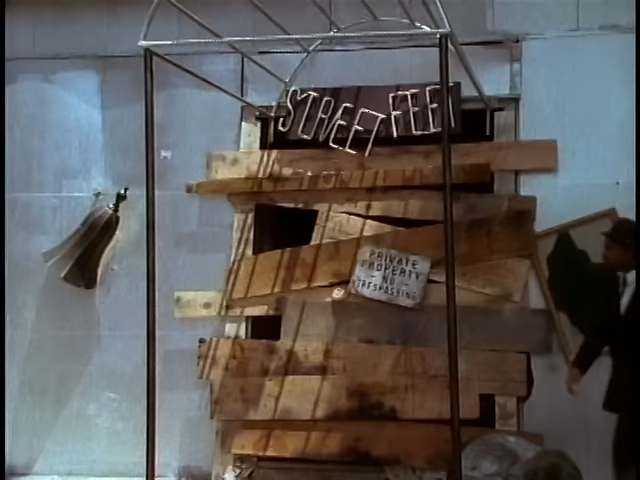 STREET FEET
PRIVATE
PROPERTY
NO
TRESPASSING